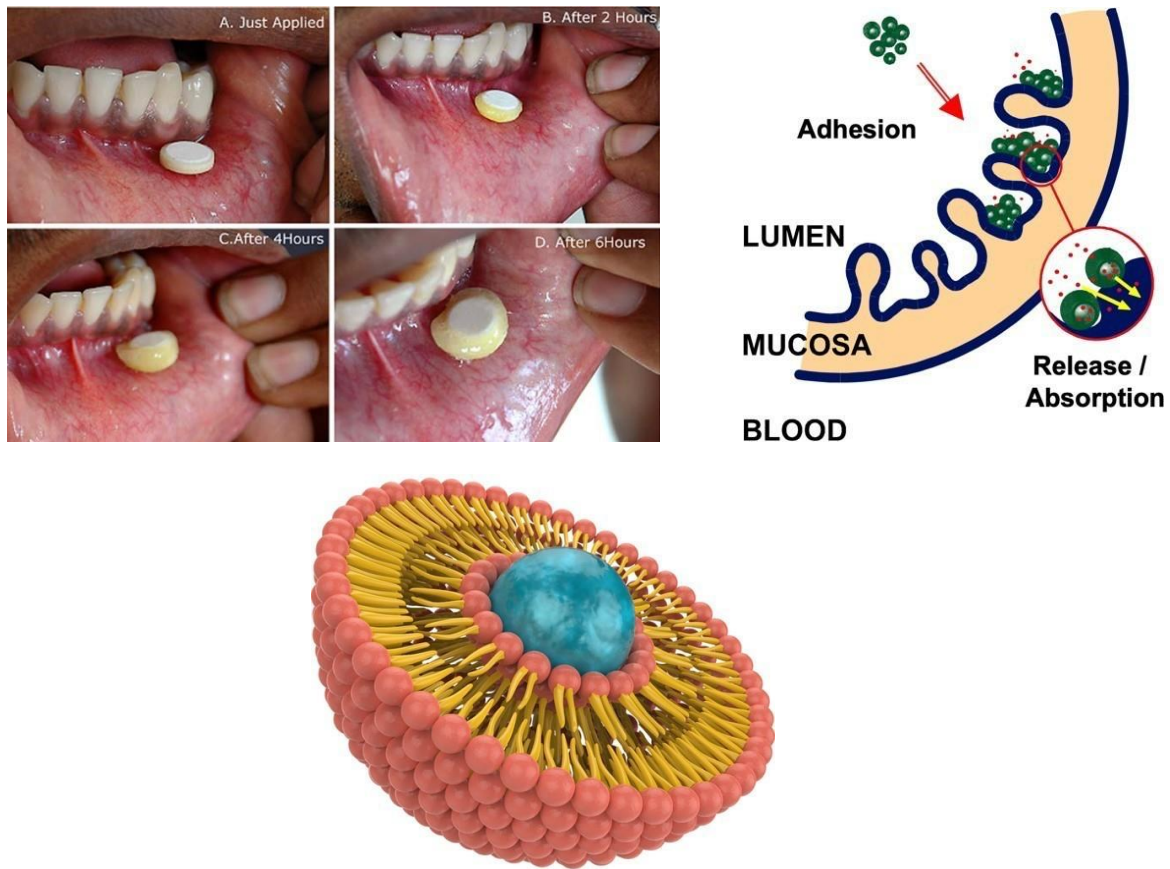 A. Just Applied
B. After 2 Hours
C.After 4Hours
D. After 6Hours
Adhesion
LUMEN
MUCOSA
BLOOD
Release /
Absorption